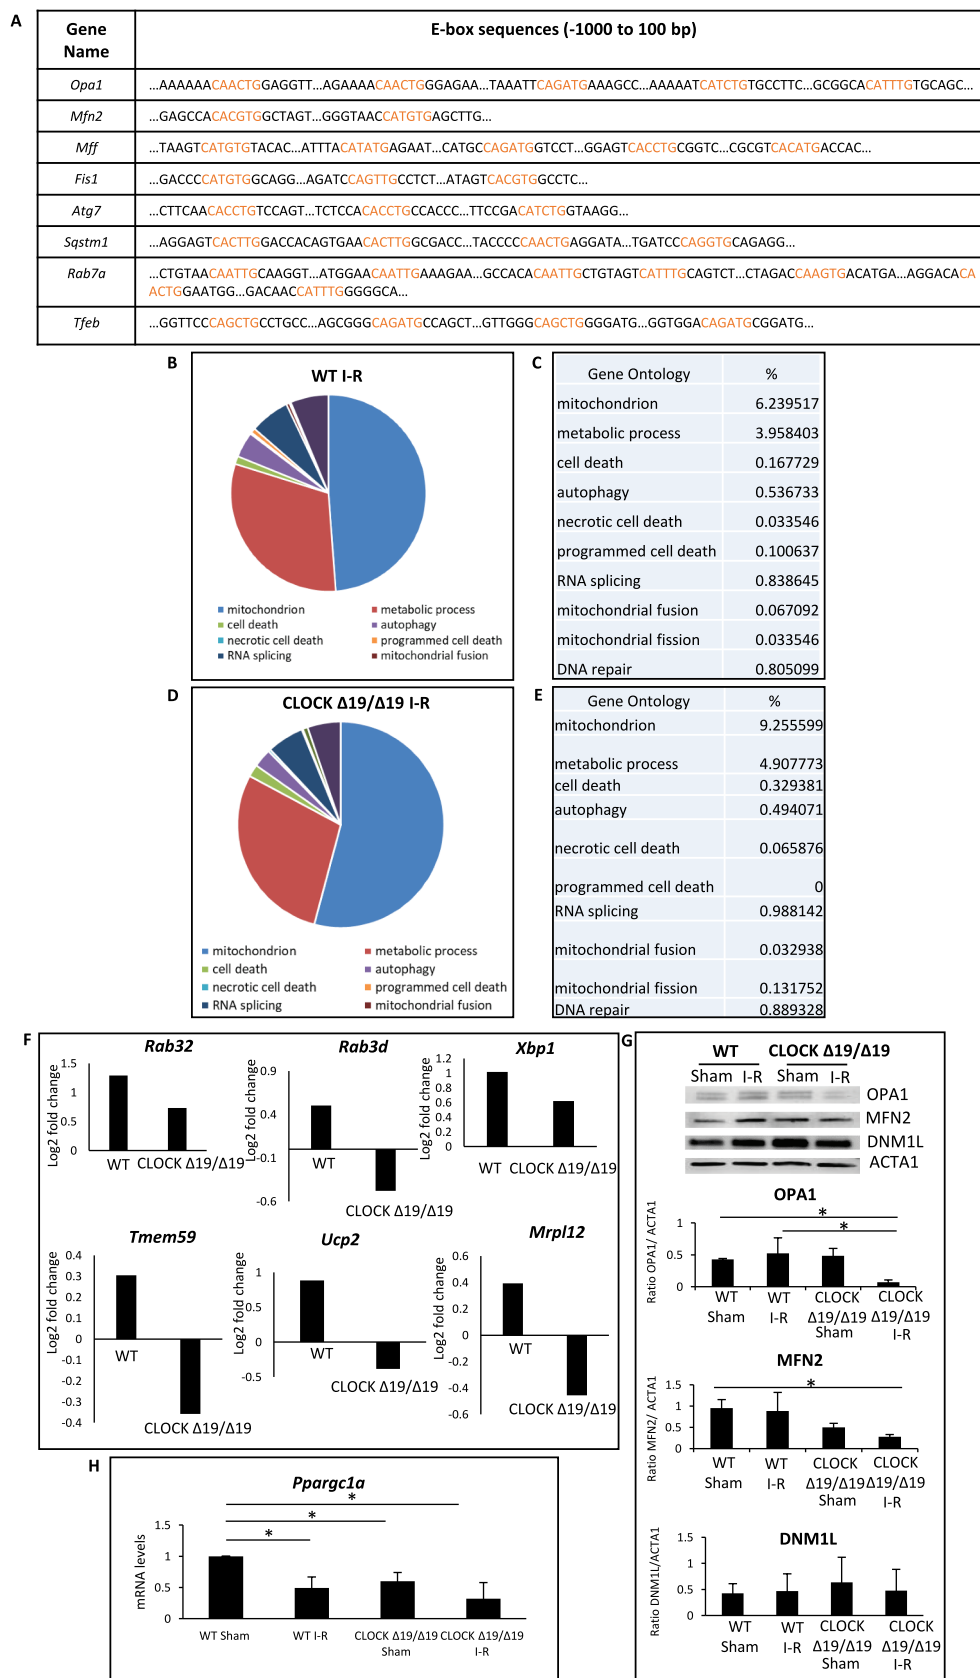 A
Gene Name
E-box sequences (-1000 to 100 bp)
Opa1
...AAAAAACAACTGGAGGTT...AGAAAACAACTGGGAGAA...TAAATTCAGATGAAAGCC...AAAAATCATCTGTGCCTTC...GCGGCACATTTGTGCAGC...
Mfn2
...GAGCCACACGTGGCTAGT...GGGTAACCATGTGAGCTTG...
Mff
...TAAGTCATGTGTACAC...ATTTACATATGAGAAT...CATGCCAGATGGTCCT...GGAGTCACCTGCGGTC...CGCGTCACATGACCAC...
Fis1
...GACCCCATGTGGCAGG...AGATCCAGTTGCCTCT...ATAGTCACGTGGCCTC...
Atg7
...CTTCAACACCTGTCCAGT...TCTCCACACCTGCCACCC...TTCCGACATCTGGTAAGG...
Sqstm1
...AGGAGTCACTTGGACCACAGTGAACACTTGGCGACC...TACCCCCAACTGAGGATA...TGATCCCAGGTGCAGAGG...
Rab7a
...CTGTAACAATTGCAAGGT...ATGGAACAATTGAAAGAA...GCCACACAATTGCTGTAGTCATTTGCAGTCT...CTAGACCAAGTGACATGA...AGGACACA
ACTGGAATGG...GACAACCATTTGGGGGCA...
Tfeb
...GGTTCCCAGCTGCCTGCC...AGCGGGCAGATGCCAGCT...GTTGGGCAGCTGGGGATG...GGTGGACAGATGCGGATG...
B
WT I-R
mitochondrion
metabolic process
cell death
autophagy
necrotic cell death
programmed cell death
RNA splicing
mitochondrial fusion
C
Gene Ontology %
mitochondrion 6.239517
metabolic process 3.958403
cell death 0.167729
autophagy 0.536733
necrotic cell death 0.033546
programmed cell death 0.100637
RNA splicing 0.838645
mitochondrial fusion 0.067092
mitochondrial fission 0.033546
DNA repair 0.805099
D
CLOCK Δ19/Δ19 I-R
mitochondrion
metabolic process
cell death
autophagy
necrotic cell death
programmed cell death
RNA splicing
mitochondrial fusion
E
Gene Ontology %
mitochondrion 9.255599
metabolic process 4.907773
cell death 0.329381
autophagy 0.494071
necrotic cell death 0.065876
programmed cell death 0
RNA splicing 0.988142
mitochondrial fusion 0.032938
mitochondrial fission 0.131752
DNA repair 0.889328
F
Rab32
Log2 fold change
1.5
1
0.5
0
WT
CLOCK Δ19/Δ19
Rab3d
Log2 fold change
0.9
0.4
-0.1
-0.6
WT
CLOCK Δ19/Δ19
Xbp1
Log2 fold change
1.2
1
0.8
0.6
0.4
0.2
0
WT
CLOCK Δ19/Δ19
Tmem59
Log2 fold change
0.4
0.3
0.2
0.1
0
-0.1
-0.2
-0.3
-0.4
WT
CLOCK Δ19/Δ19
Ucp2
Log2 fold change
1
0.5
0
-0.5
WT
CLOCK Δ19/Δ19
Mrpl12
Log2 fold change
0.6
0.4
0.2
0
-0.2
-0.4
-0.6
WT
CLOCK Δ19/Δ19
G
WT CLOCK Δ19/Δ19
Sham I-R Sham I-R
OPA1
MFN2
DNM1L
ACTA1
OPA1
Ratio OPA1/ ACTA1
1
0.5
0
*
*
WT Sham
WT I-R
CLOCK Δ19/Δ19 Sham
CLOCK Δ19/Δ19 I-R
MFN2
Ratio MFN2/ ACTA1
1.5
1
0.5
0
*
WT Sham
WT I-R
CLOCK Δ19/Δ19 Sham
CLOCK Δ19/Δ19 I-R
DNM1L
Ratio DNM1L/ACTA1
1.5
1
0.5
0
WT Sham
WT I-R
CLOCK Δ19/Δ19 Sham
CLOCK Δ19/Δ19 I-R
H
Ppargc1a
mRNA levels
1.5
1
0.5
0
*
*
*
WT Sham
WT I-R
CLOCK Δ19/Δ19 Sham
CLOCK Δ19/Δ19 I-R